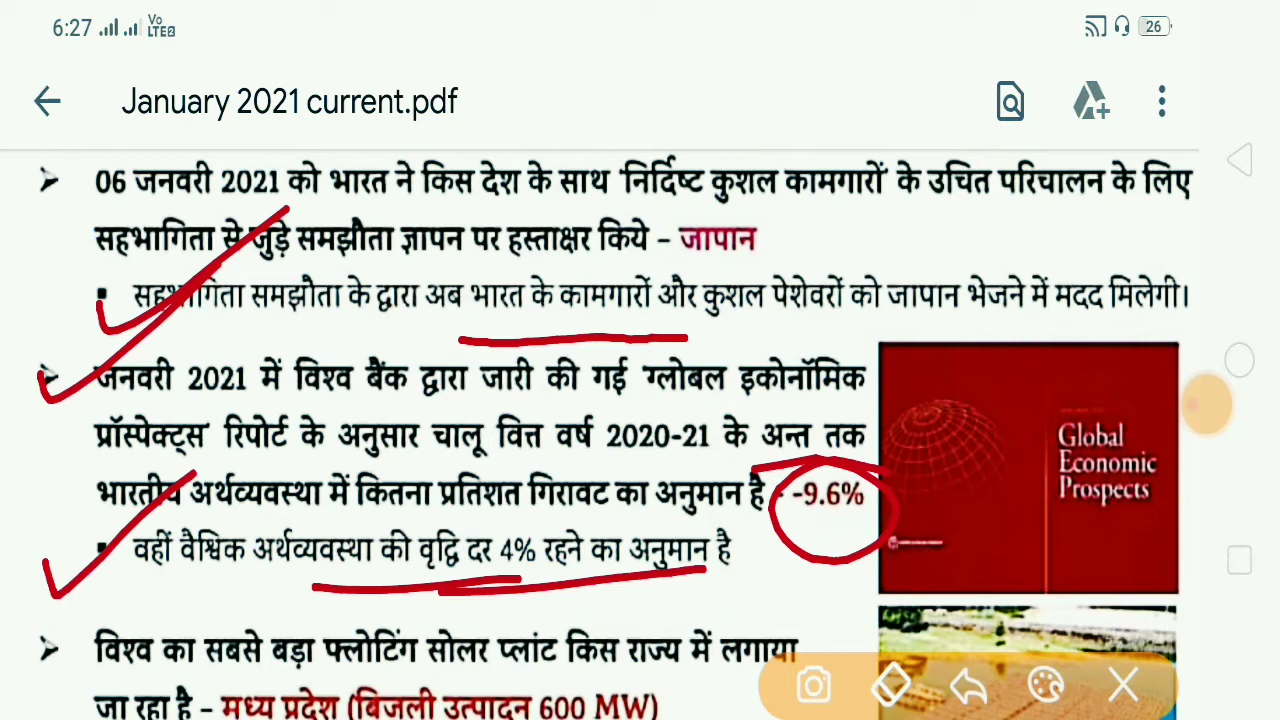 6:27 Vo LTE2 26
January 2021 current.pdf
➢ 06 जनवरी 2021 को भारत ने किस देश के साथ 'निर्दिष्ट कुशल कामगारों' के उचित परिचालन के लिए
सहभागिता से जुड़े समझौता ज्ञापन पर हस्ताक्षर किये – जापान
▪ सहभागिता समझौता के द्वारा अब भारत के कामगारों और कुशल पेशेवरों को जापान भेजने में मदद मिलेगी।
➢ जनवरी 2021 में विश्व बैंक द्वारा जारी की गई 'ग्लोबल इकोनॉमिक
प्रॉस्पेक्ट्स' रिपोर्ट के अनुसार चालू वित्त वर्ष 2020-21 के अन्त तक
भारतीय अर्थव्यवस्था में कितना प्रतिशत गिरावट का अनुमान है - -9.6%
▪ वहीं वैश्विक अर्थव्यवस्था की वृद्धि दर 4% रहने का अनुमान है
Global
Economic
Prospects
➢ विश्व का सबसे बड़ा फ्लोटिंग सोलर प्लांट किस राज्य में लगाया
जा रहा है – मध्य प्रदेश (बिजली उत्पादन 600 MW)